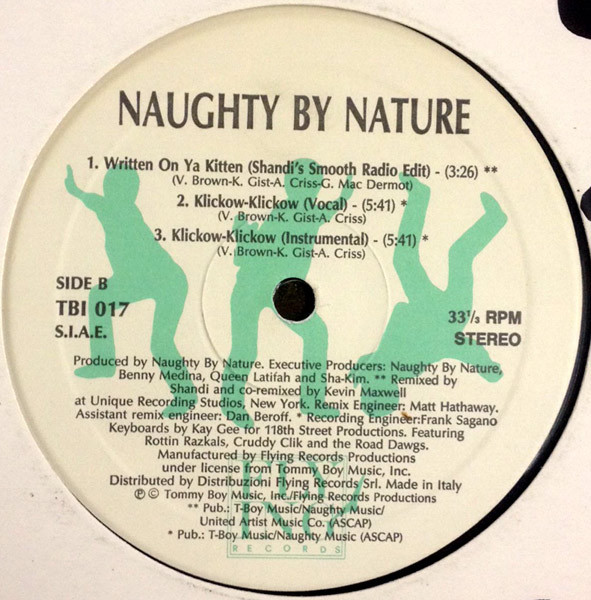 NAUGHTY BY NATURE
1. Written On Ya Kitten (Shandi's Smooth Radio Edit) - (3:26) **
(V. Brown-K. Gist-A. Criss-G. Mac Dermot)
2. Klickow-Klickow (Vocal) - (5:41) *
(V. Brown-K. Gist-A. Criss)
3. Klickow-Klickow (Instrumental) - (5:41) *
(V. Brown-K. Gist-A. Criss)
SIDE B
TBI 017
S.I.A.E.
33 1/3 RPM
STEREO
Produced by Naughty By Nature. Executive Producers: Naughty By Nature,
Benny Medina, Queen Latifah and Sha-Kim. ** Remixed by
Shandi and co-remixed by Kevin Maxwell
at Unique Recording Studios, New York. Remix Engineer: Matt Hathaway.
Assistant remix engineer: Dan Beroff. * Recording Engineer:Frank Sagano
Keyboards by Kay Gee for 118th Street Productions. Featuring
Rottin Razkals, Cruddy Clik and the Road Dawgs.
Manufactured by Flying Records Productions
under license from Tommy Boy Music, Inc.
Distributed by Distribuzioni Flying Records Srl. Made in Italy
℗ © Tommy Boy Music, Inc/Flying Records Productions
** Pub.: T-Boy Music/Naughty Music/
United Artist Music Co. (ASCAP)
* Pub.: T-Boy Music/Naughty Music (ASCAP)
RECORDS